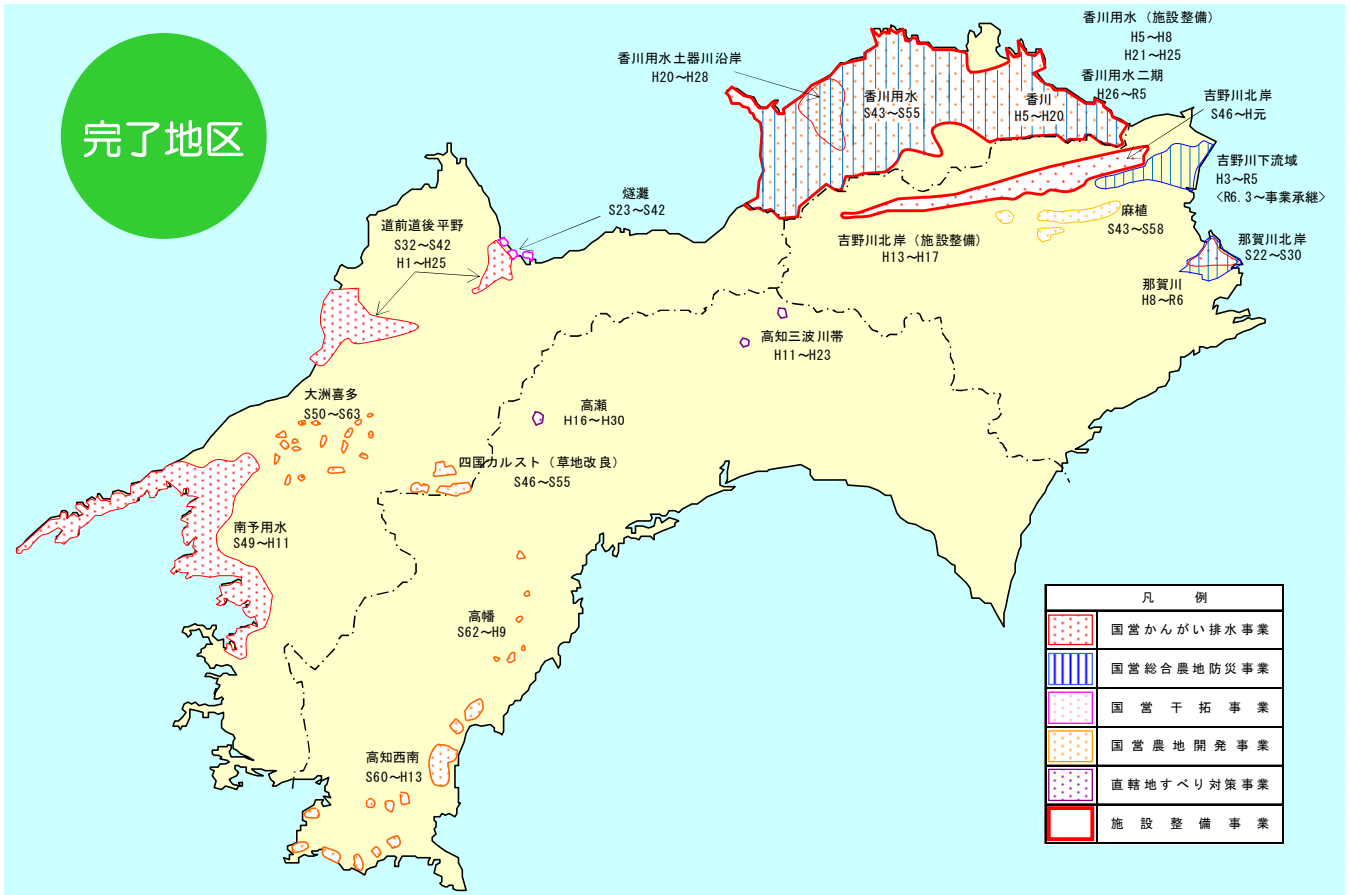 完了地区
香川用水（施設整備）
H5～H8
H21～H25
香川用水二期
H26～R5
香川用水土器川沿岸
H20～H28
香川用水
S43～S55
香川
H5～H20
吉野川北岸
S46～H元
吉野川下流域
H3～R5
〈R6.3～事業承継〉
麻植
S43～S58
吉野川北岸（施設整備）
H13～H17
那賀川北岸
S22～S30
那賀川
H8～R6
燧灘
S23～S42
道前道後平野
S32～S42
H1～H25
高知三波川帯
H11～H23
大洲喜多
S50～S63
高瀬
H16～H30
四国カルスト（草地改良）
S46～S55
南予用水
S49～H11
高幡
S62～H9
高知西南
S60～H13
凡例
国営かんがい排水事業
国営総合農地防災事業
国営干拓事業
国営農地開発事業
直轄地すべり対策事業
施設整備事業